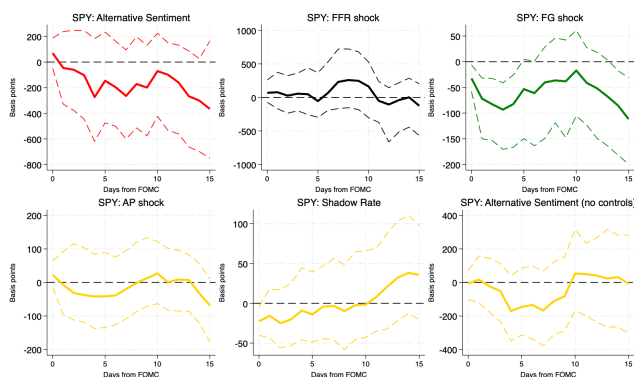 SPY: Alternative Sentiment
Basis points
200
0
-200
-400
-600
-800
0 5 10 15
Days from FOMC
SPY: FFR shock
Basis points
1000
500
0
-500
-1000
0 5 10 15
Days from FOMC
SPY: FG shock
Basis points
50
0
-50
-100
-150
-200
0 5 10 15
Days from FOMC
SPY: AP shock
Basis points
200
100
0
-100
-200
0 5 10 15
Days from FOMC
SPY: Shadow Rate
Basis points
100
50
0
-50
0 5 10 15
Days from FOMC
SPY: Alternative Sentiment (no controls)
Basis points
400
200
0
-200
-400
0 5 10 15
Days from FOMC